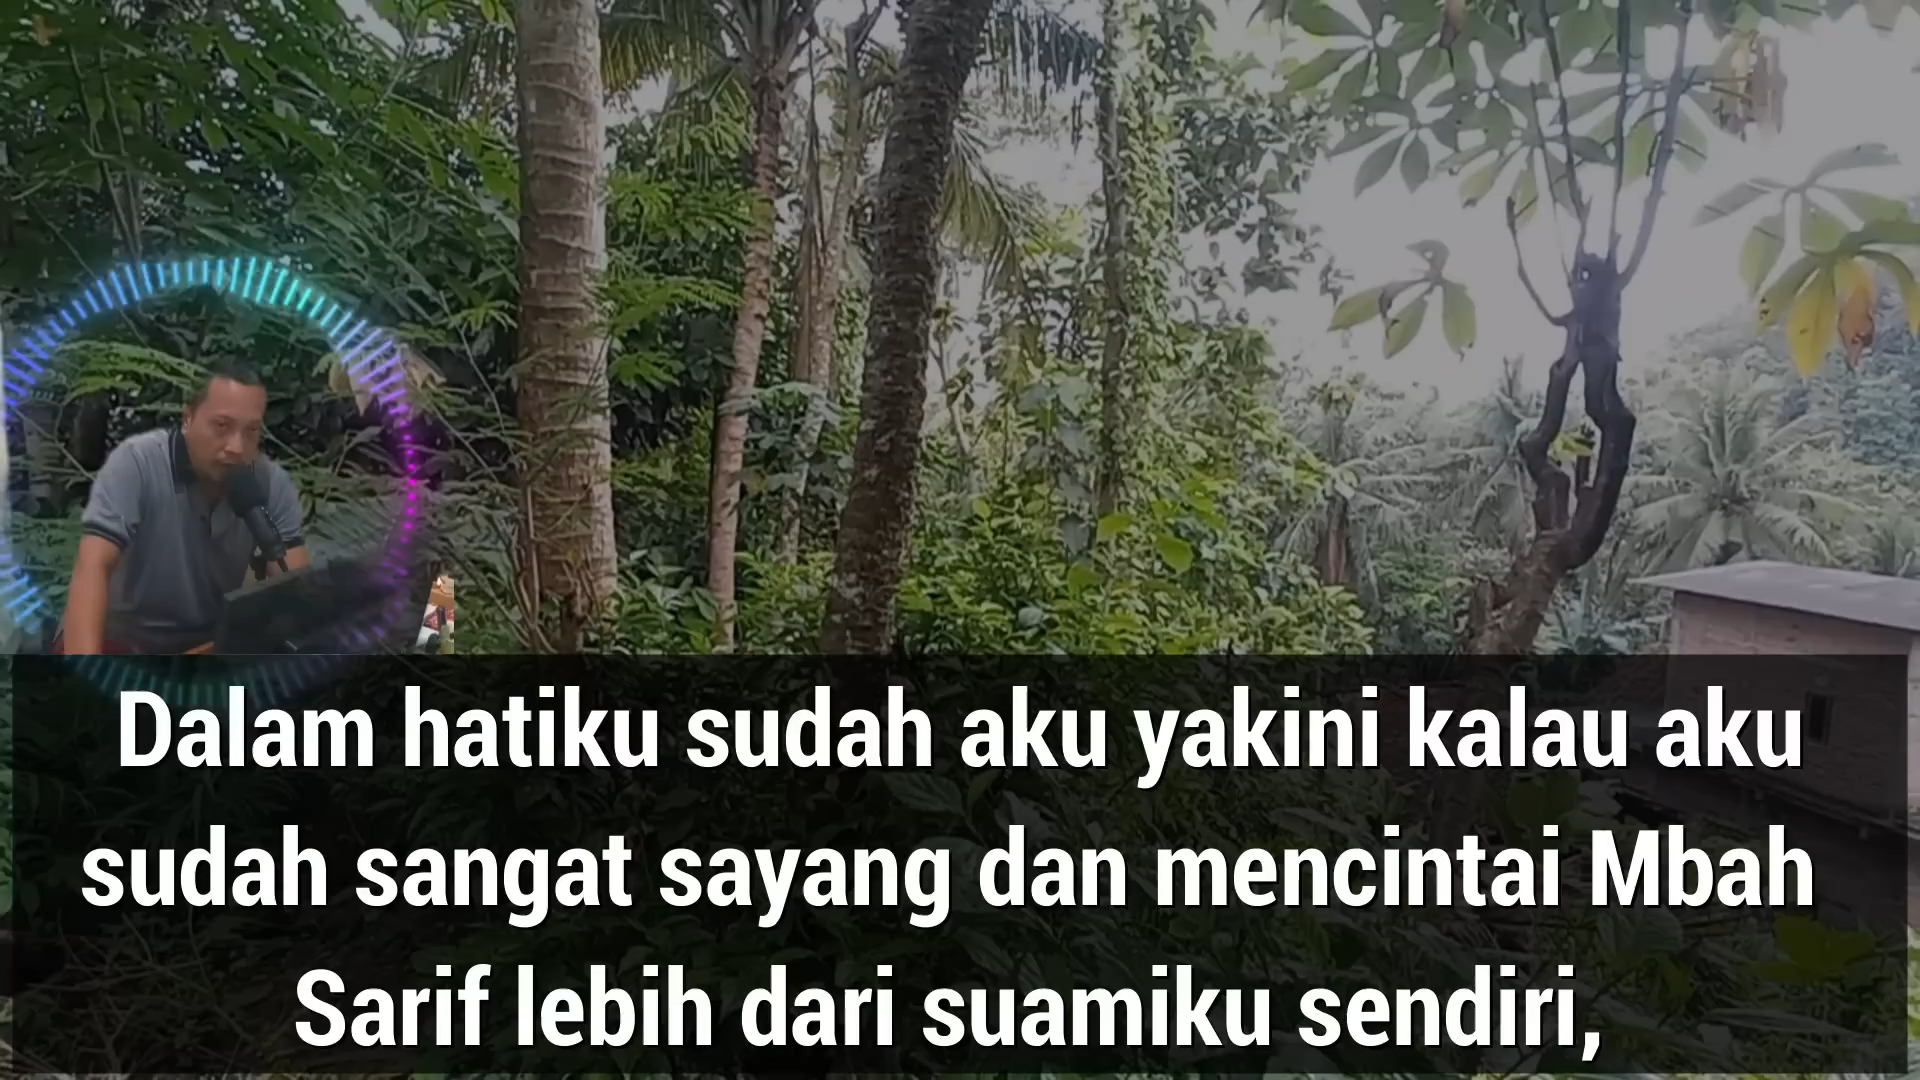 Dalam hatiku sudah aku yakini kalau aku
sudah sangat sayang dan mencintai Mbah
Sarif lebih dari suamiku sendiri,